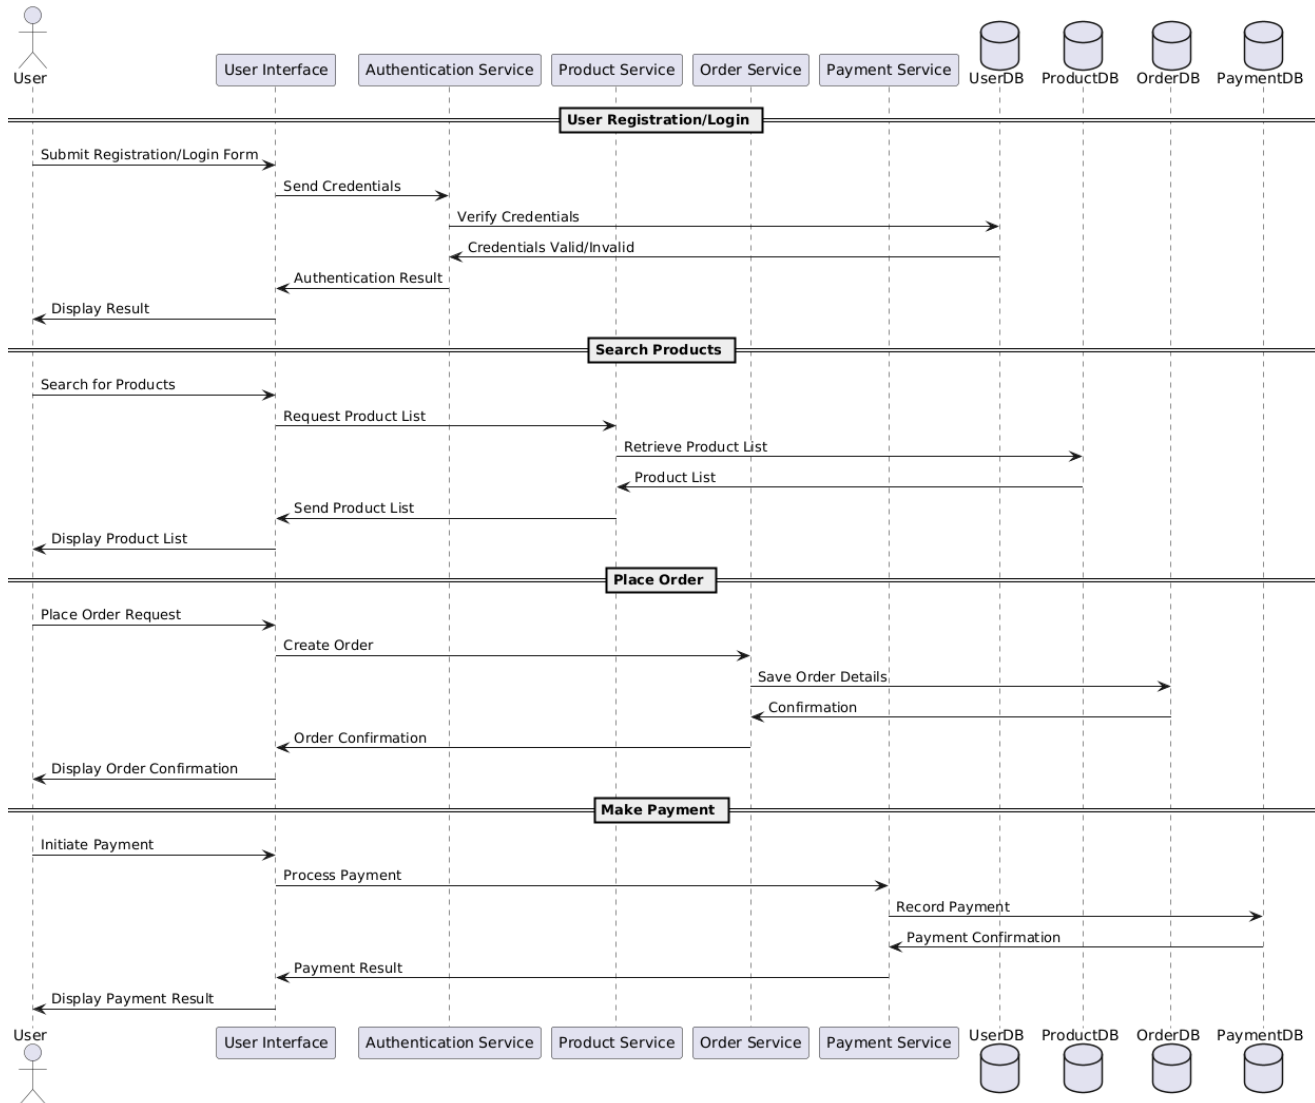 User
User Interface
Authentication Service
Product Service
Order Service
Payment Service
UserDB
ProductDB
OrderDB
PaymentDB
User Registration/Login
Submit Registration/Login Form
Send Credentials
Verify Credentials
Credentials Valid/Invalid
Authentication Result
Display Result
Search Products
Search for Products
Request Product List
Retrieve Product List
Product List
Send Product List
Display Product List
Place Order
Place Order Request
Create Order
Save Order Details
Confirmation
Order Confirmation
Display Order Confirmation
Make Payment
Initiate Payment
Process Payment
Record Payment
Payment Confirmation
Payment Result
Display Payment Result
User
User Interface
Authentication Service
Product Service
Order Service
Payment Service
UserDB
ProductDB
OrderDB
PaymentDB